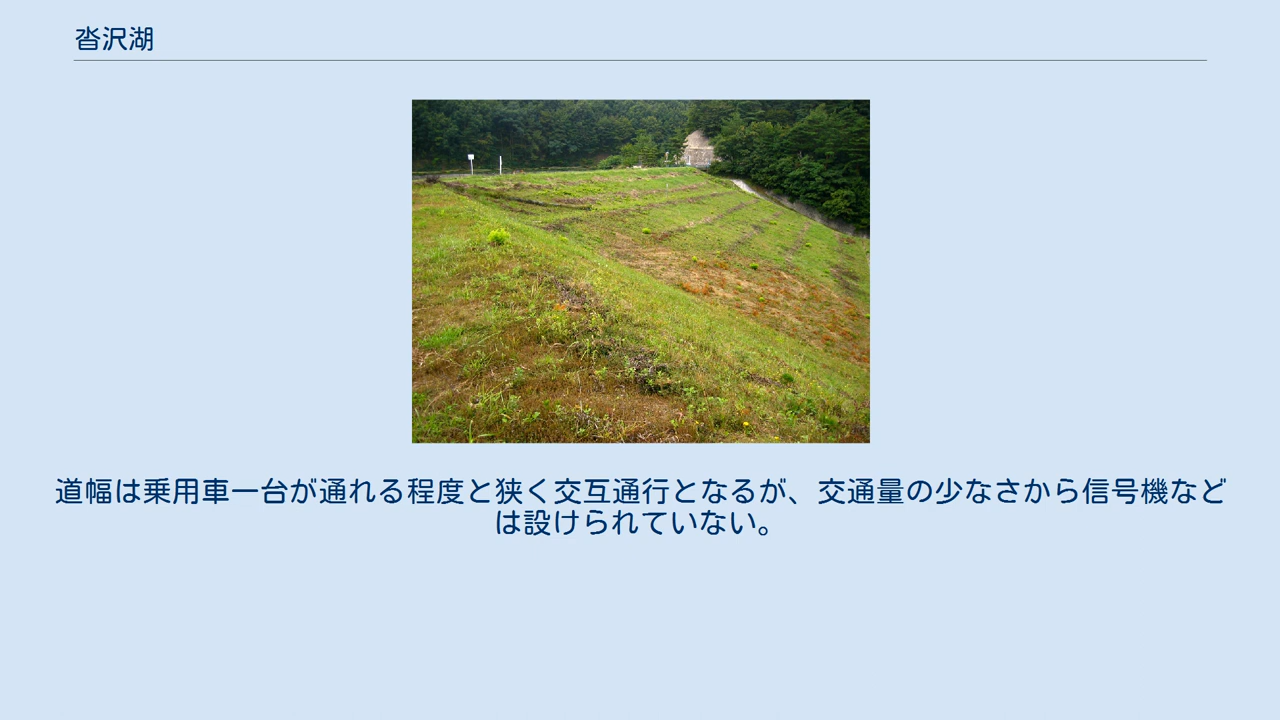 沓沢湖
道幅は乗用車一台が通れる程度と狭く交互通行となるが、交通量の少なさから信号機など
は設けられていない。